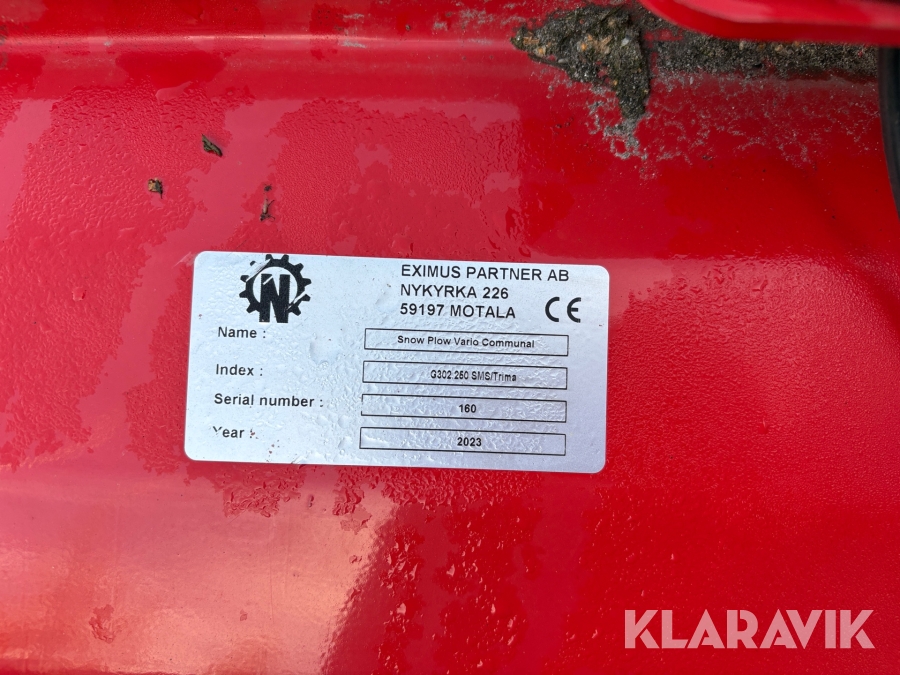 N
EXIMUS PARTNER AB
NYKYRKA 226
59197 MOTALA
CE
Name : Snow Plow Vario Communal
Index : G302 250 SMS/Trima
Serial number : 160
Year : 2023
KLARAVIK